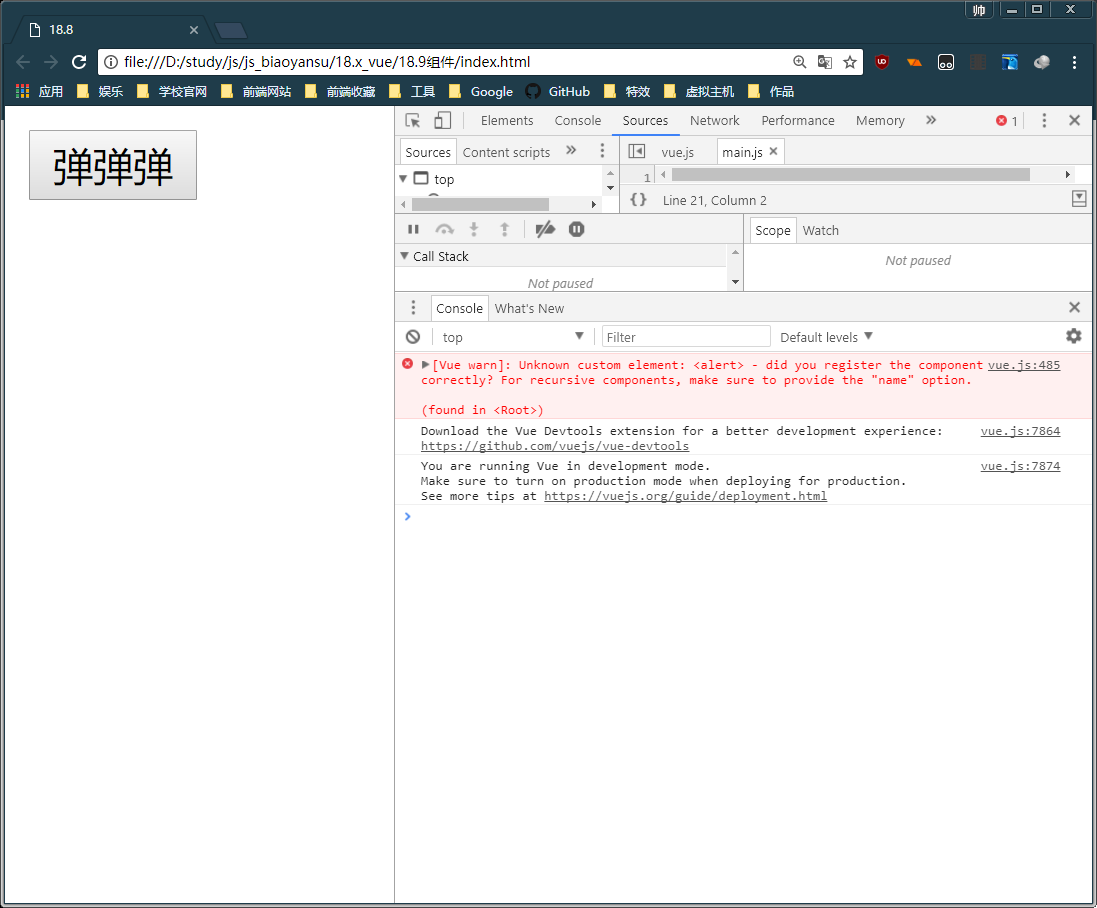 帅
18.8
file:///D:/study/js/js_biaoyansu/18.x_vue/18.9组件/index.html
应用 娱乐 学校官网 前端网站 前端收藏 工具 Google GitHub 特效 虚拟主机 作品
弹弹弹
Elements Console Sources Network Performance Memory » 1
Sources Content scripts » vue.js main.js
top
1
{} Line 21, Column 2
Scope Watch
Call Stack
Not paused
Not paused
Console What's New
top Filter Default levels
[Vue warn]: Unknown custom element: <alert> - did you register the component vue.js:485
correctly? For recursive components, make sure to provide the "name" option.
(found in <Root>)
Download the Vue Devtools extension for a better development experience: vue.js:7864
https://github.com/vuejs/vue-devtools
You are running Vue in development mode. vue.js:7874
Make sure to turn on production mode when deploying for production.
See more tips at https://vuejs.org/guide/deployment.html